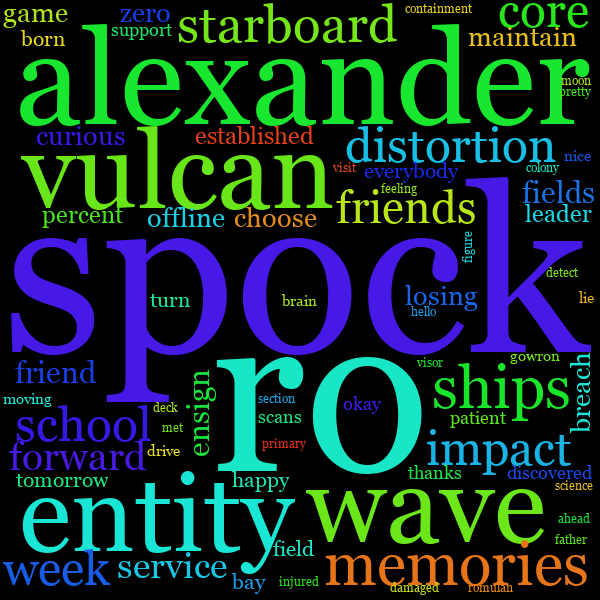 game
zero
containment
core
born
support
starboard
maintain
alexander
moon
pretty
curious
established
distortion
nice
vulcan
visit
everybody
colony
feeling
friends
fields
percent
offline
choose
leader
spock
figure
detect
turn
brain
losing
lie
hello
friend
ro
visor
gowron
breach
moving
ensign
section
okay
ships
school
deck
scans
patient
met
forward
drive
primary
impact
tomorrow
happy
thanks
discovered
entity
wave
science
ahead
field
father
week
service
bay
injured
memories
damaged
romulan